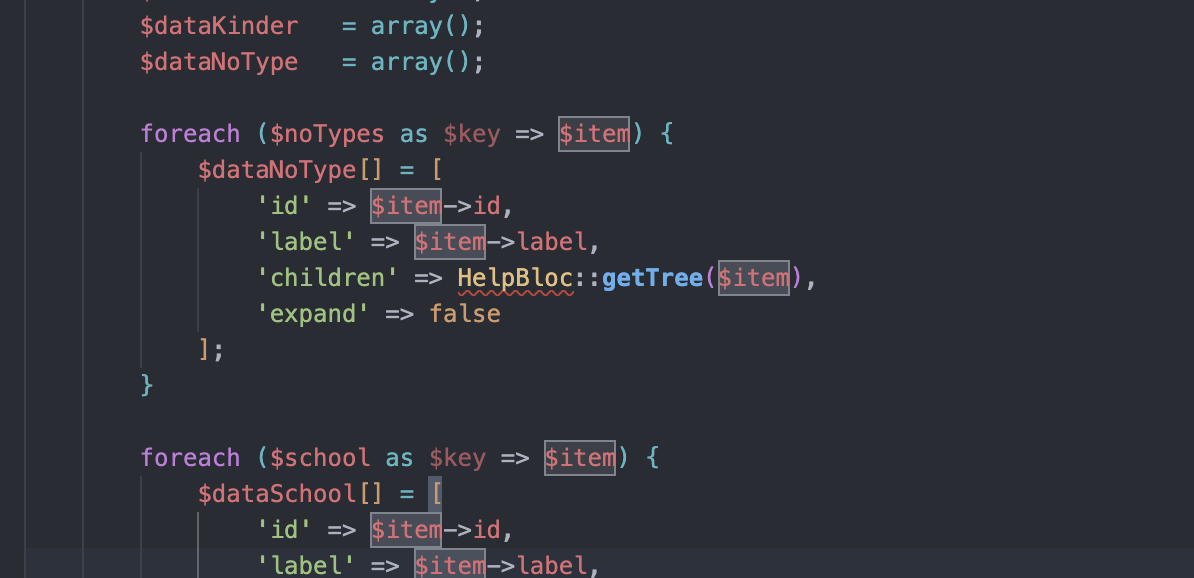 $dataKinder   = array();
$dataNoType   = array();
foreach ($noTypes as $key => $item) {
$dataNoType[] = [
'id' => $item->id,
'label' => $item->label,
'children' => HelpBloc::getTree($item),
'expand' => false
];
}
foreach ($school as $key => $item) {
$dataSchool[] = [
'id' => $item->id,
'label' => $item->label,